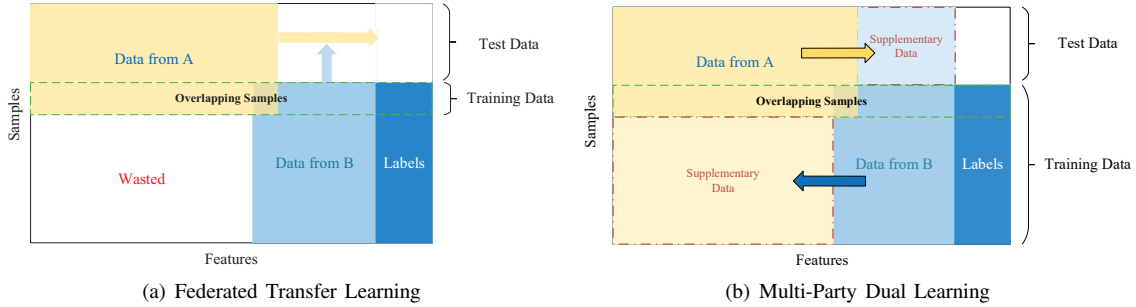 Samples
Data from A
Overlapping Samples
Wasted
Data from B
Labels
Features
Test Data
Training Data
(a) Federated Transfer Learning
Samples
Data from A
Supplementary
Data
Overlapping Samples
Supplementary
Data
Data from B
Labels
Features
Test Data
Training Data
(b) Multi-Party Dual Learning